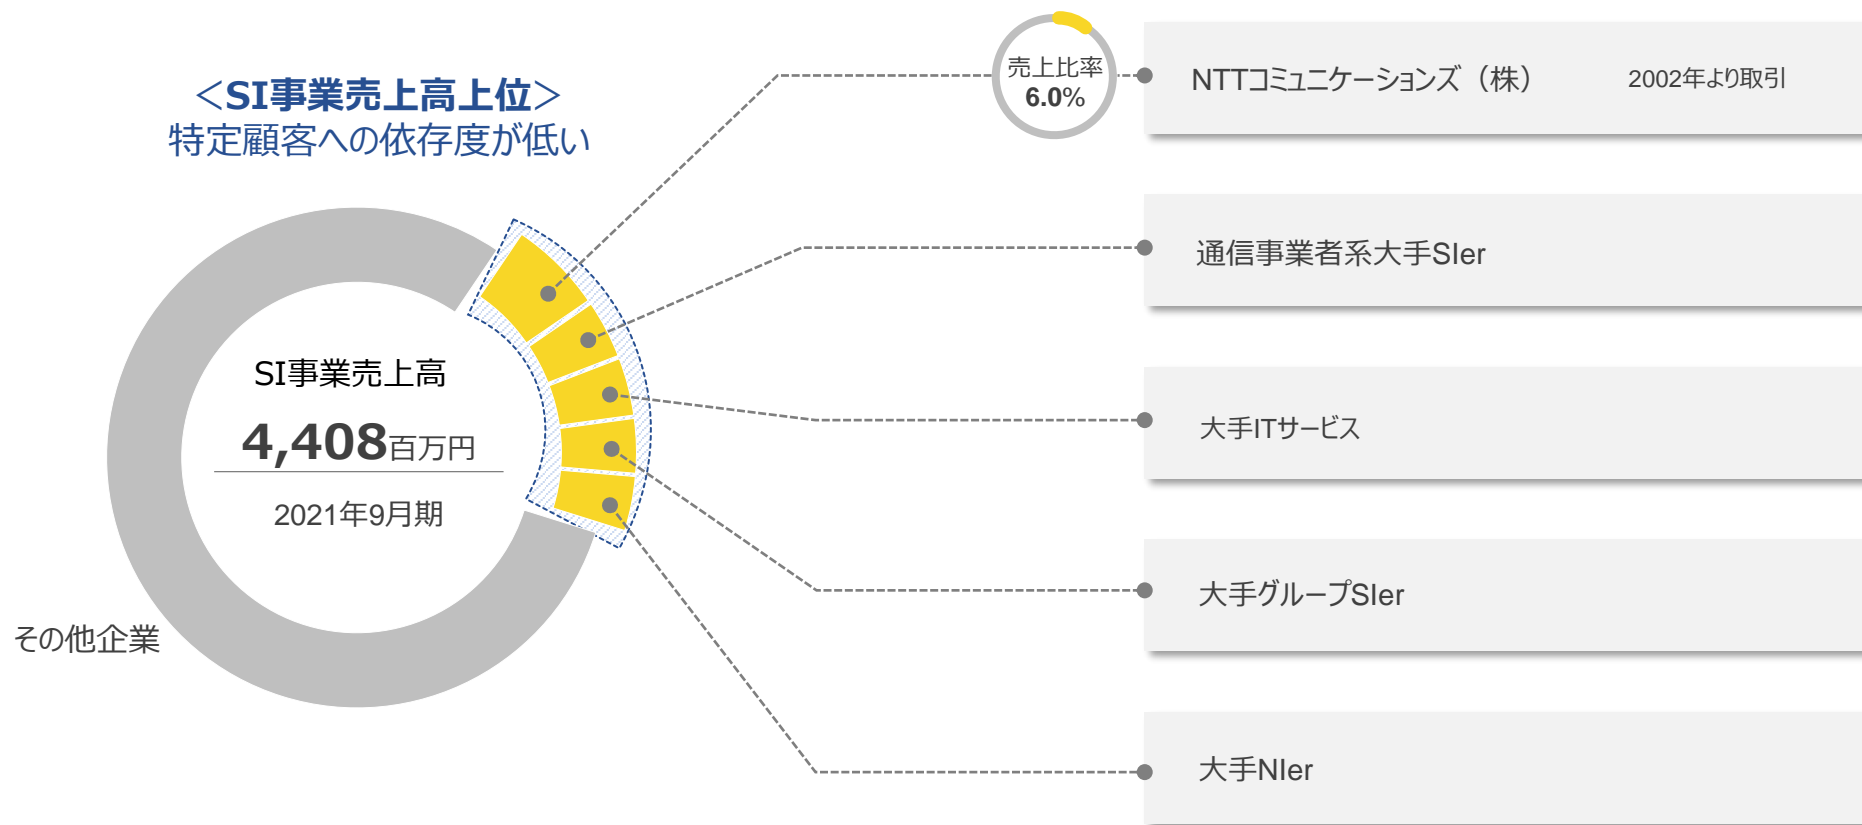 ＜SI事業売上高上位＞
特定顧客への依存度が低い
SI事業売上高
4,408百万円
2021年9月期
その他企業
売上比率
6.0%
NTTコミュニケーションズ（株） 2002年より取引
通信事業者系大手SIer
大手ITサービス
大手グループSIer
大手NIer